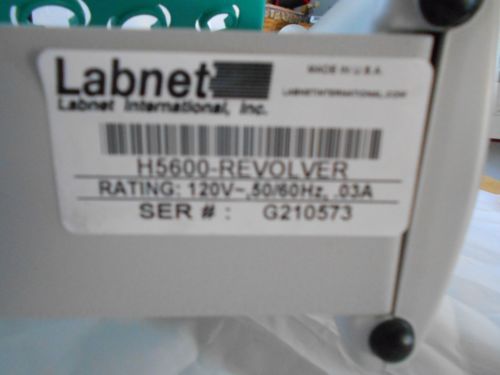 Labnet
MADE IN U.S.A.
Labnet International, Inc.
LABNETINTERNATIONAL.COM
H5600-REVOLVER
RATING: 120V~,50/60Hz, .03A
SER # : G210573